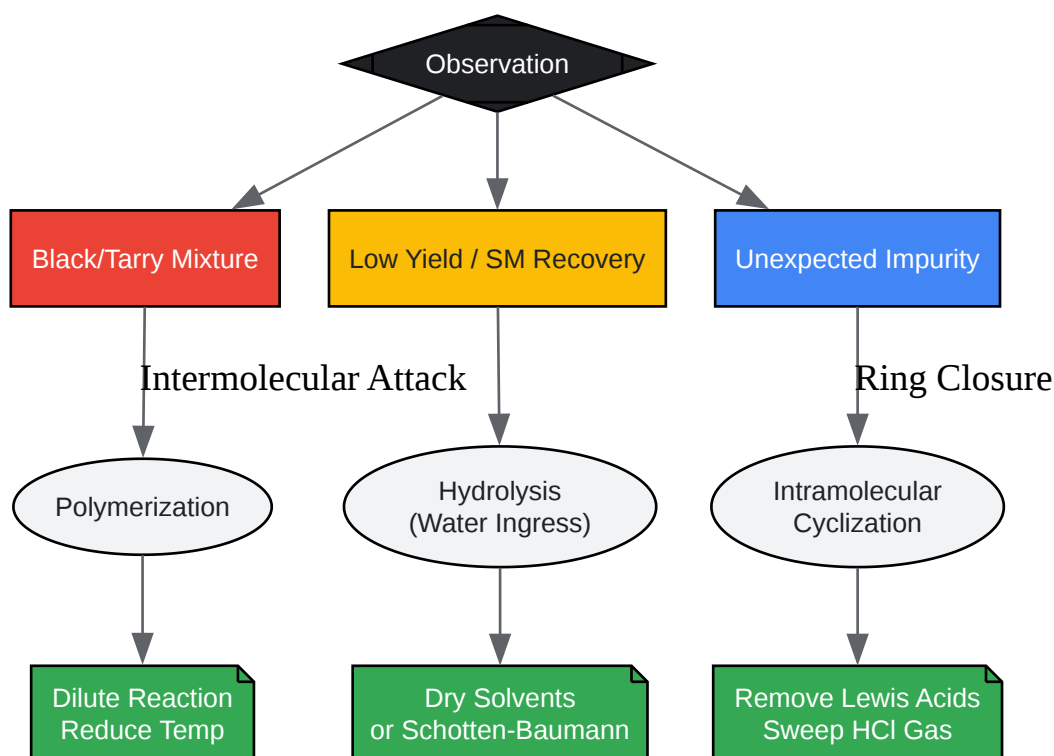 Observation
Black/Tarry Mixture
Low Yield / SM Recovery
Unexpected Impurity
Intermolecular Attack
Ring Closure
Polymerization
Hydrolysis
(Water Ingress)
Intramolecular
Cyclization
Dilute Reaction
Reduce Temp
Dry Solvents
or Schotten-Baumann
Remove Lewis Acids
Sweep HCl Gas